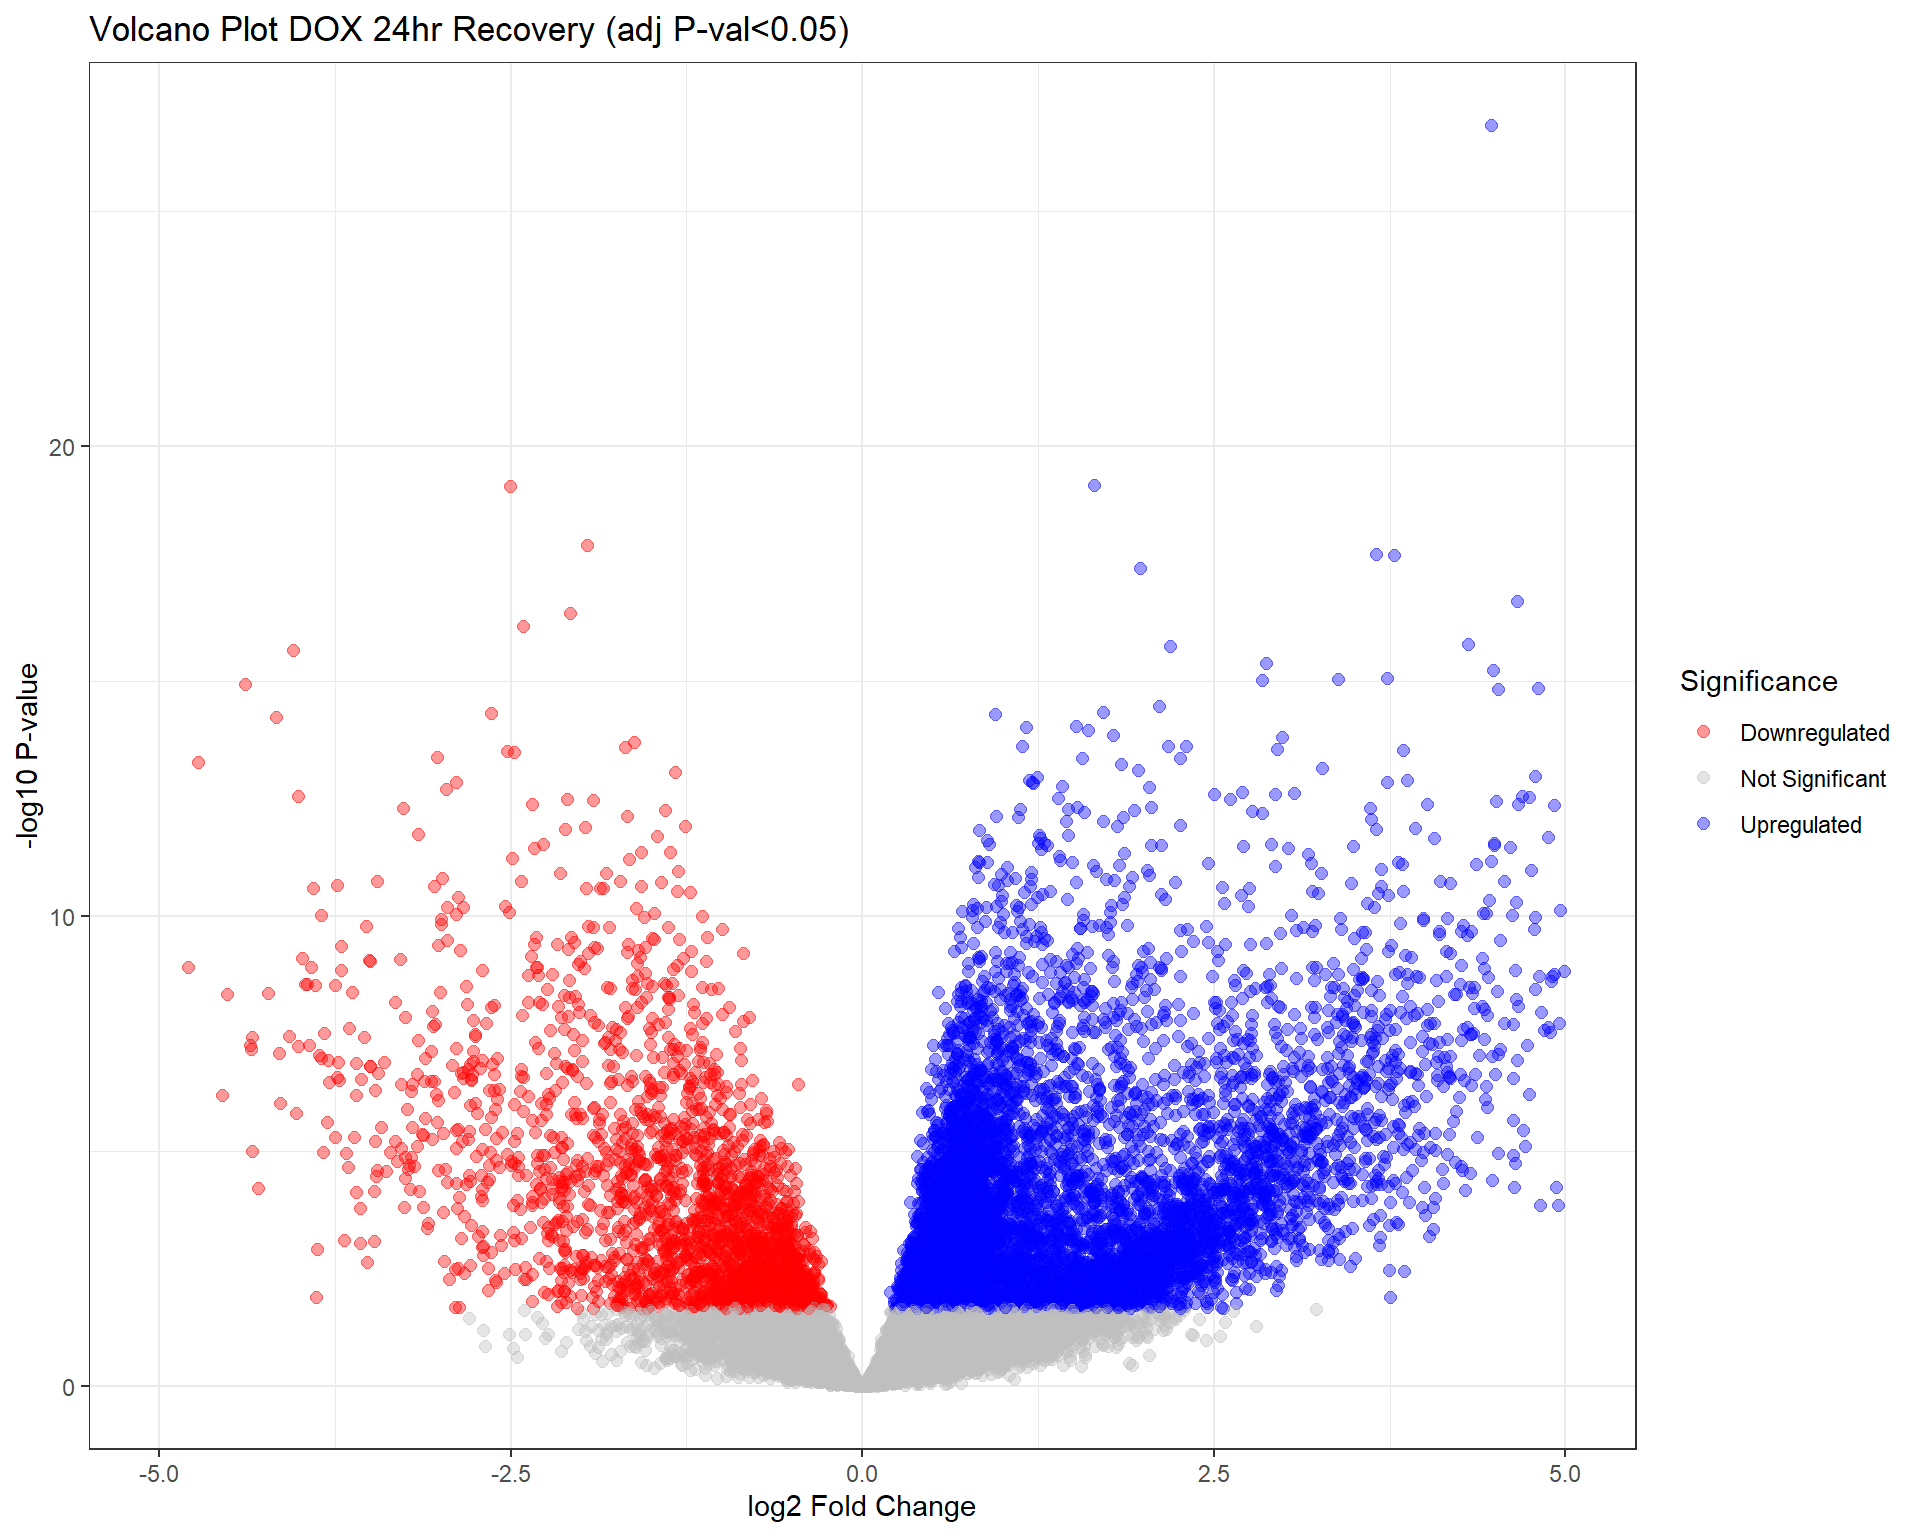 Volcano Plot DOX 24hr Recovery (adj P-val<0.05)
-log10 P-value
20
10
0
-5.0
-2.5
0.0
2.5
5.0
log2 Fold Change
Significance
Downregulated
Not Significant
Upregulated